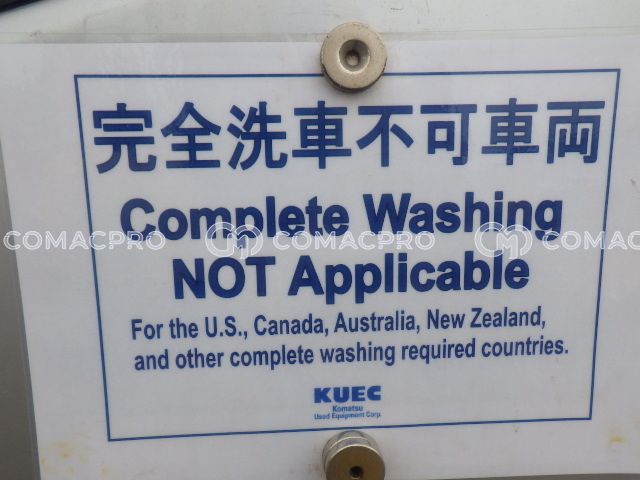 完全洗車不可車両
Complete Washing
COMACPRO COMACPRO COMACPRO
NOT Applicable
For the U.S., Canada, Australia, New Zealand,
and other complete washing required countries.
KUEC
Komatsu
Used Equipment Corp.